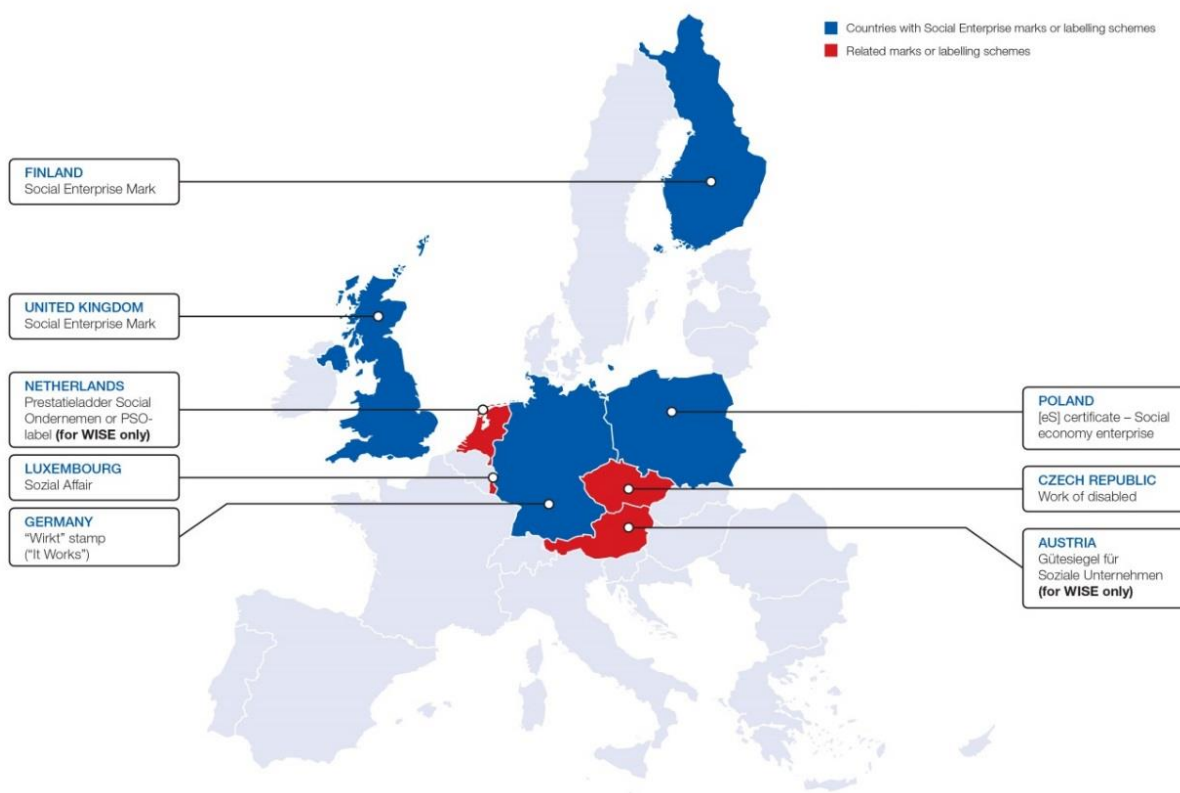 Countries with Social Enterprise marks or labelling schemes
Related marks or labelling schemes
FINLAND
Social Enterprise Mark
UNITED KINGDOM
Social Enterprise Mark
NETHERLANDS
Prestatieladder Social
Ondernemen or PSO-
label (for WISE only)
LUXEMBOURG
Sozial Affair
GERMANY
“Wirkt” stamp
(“It Works”)
POLAND
[eS] certificate – Social
economy enterprise
CZECH REPUBLIC
Work of disabled
AUSTRIA
Gütesiegel für
Soziale Unternehmen
(for WISE only)